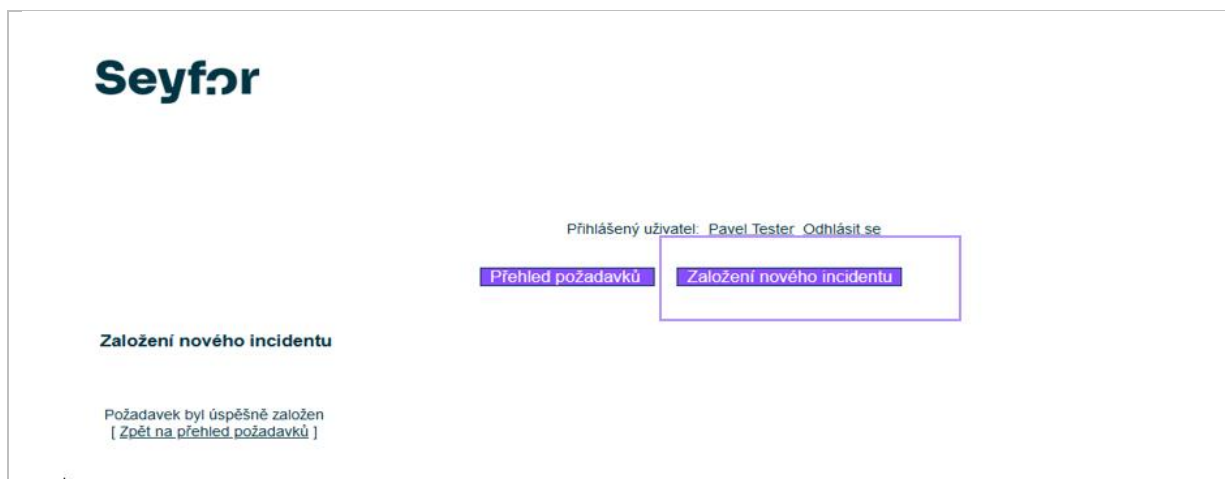 Seyfor
Přihlášený uživatel: Pavel Tester Odhlásit se
Přehled požadavků Založení nového incidentu
Založení nového incidentu
Požadavek byl úspěšně založen
[ Zpět na přehled požadavků ]